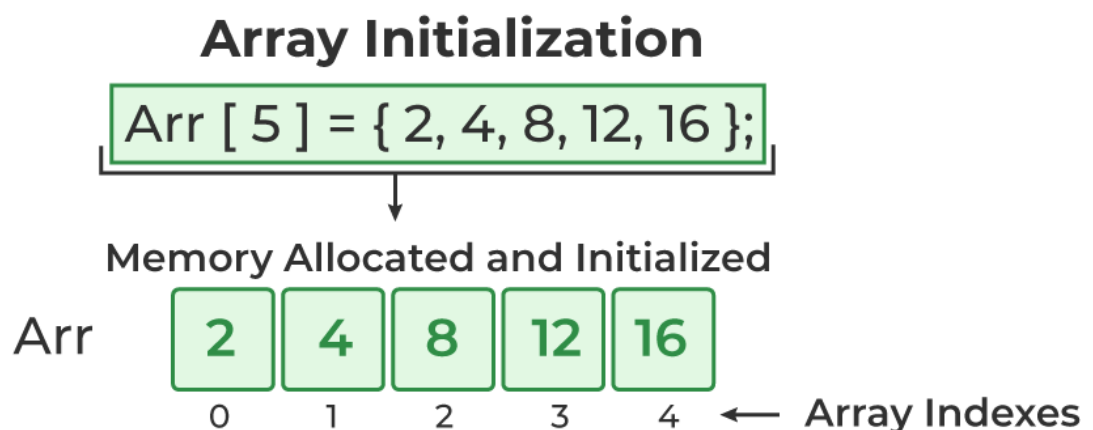 Array Initialization
Arr [ 5 ] = { 2, 4, 8, 12, 16 };
Memory Allocated and Initialized
Arr 2 4 8 12 16
0 1 2 3 4 Array Indexes